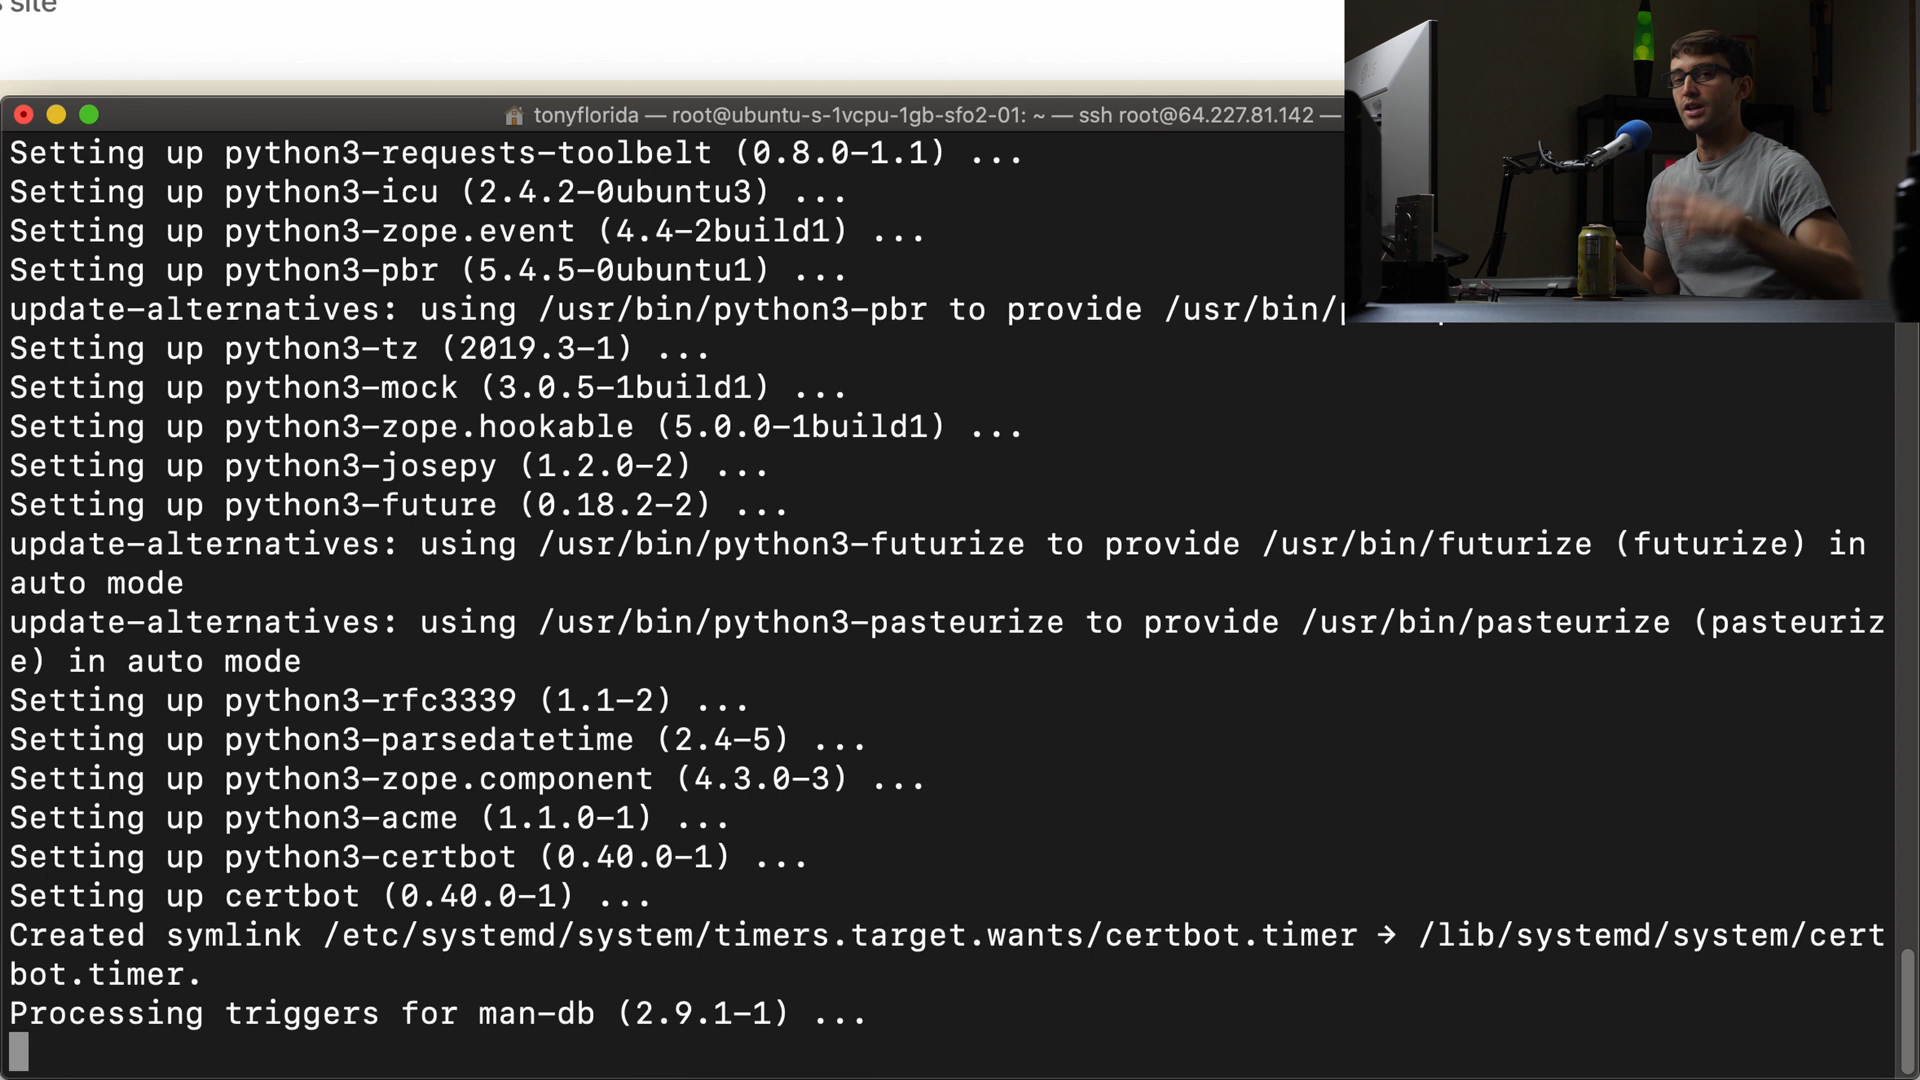 site
tonyflorida — root@ubuntu-s-1vcpu-1gb-sfo2-01: ~ — ssh root@64.227.81.142 —
Setting up python3-requests-toolbelt (0.8.0-1.1) ...
Setting up python3-icu (2.4.2-0ubuntu3) ...
Setting up python3-zope.event (4.4-2build1) ...
Setting up python3-pbr (5.4.5-0ubuntu1) ...
update-alternatives: using /usr/bin/python3-pbr to provide /usr/bin/
Setting up python3-tz (2019.3-1) ...
Setting up python3-mock (3.0.5-1build1) ...
Setting up python3-zope.hookable (5.0.0-1build1) ...
Setting up python3-josepy (1.2.0-2) ...
Setting up python3-future (0.18.2-2) ...
update-alternatives: using /usr/bin/python3-futurize to provide /usr/bin/futurize (futurize) in
auto mode
update-alternatives: using /usr/bin/python3-pasteurize to provide /usr/bin/pasteurize (pasteuriz
e) in auto mode
Setting up python3-rfc3339 (1.1-2) ...
Setting up python3-parsedatetime (2.4-5) ...
Setting up python3-zope.component (4.3.0-3) ...
Setting up python3-acme (1.1.0-1) ...
Setting up python3-certbot (0.40.0-1) ...
Setting up certbot (0.40.0-1) ...
Created symlink /etc/systemd/system/timers.target.wants/certbot.timer → /lib/systemd/system/cert
bot.timer.
Processing triggers for man-db (2.9.1-1) ...